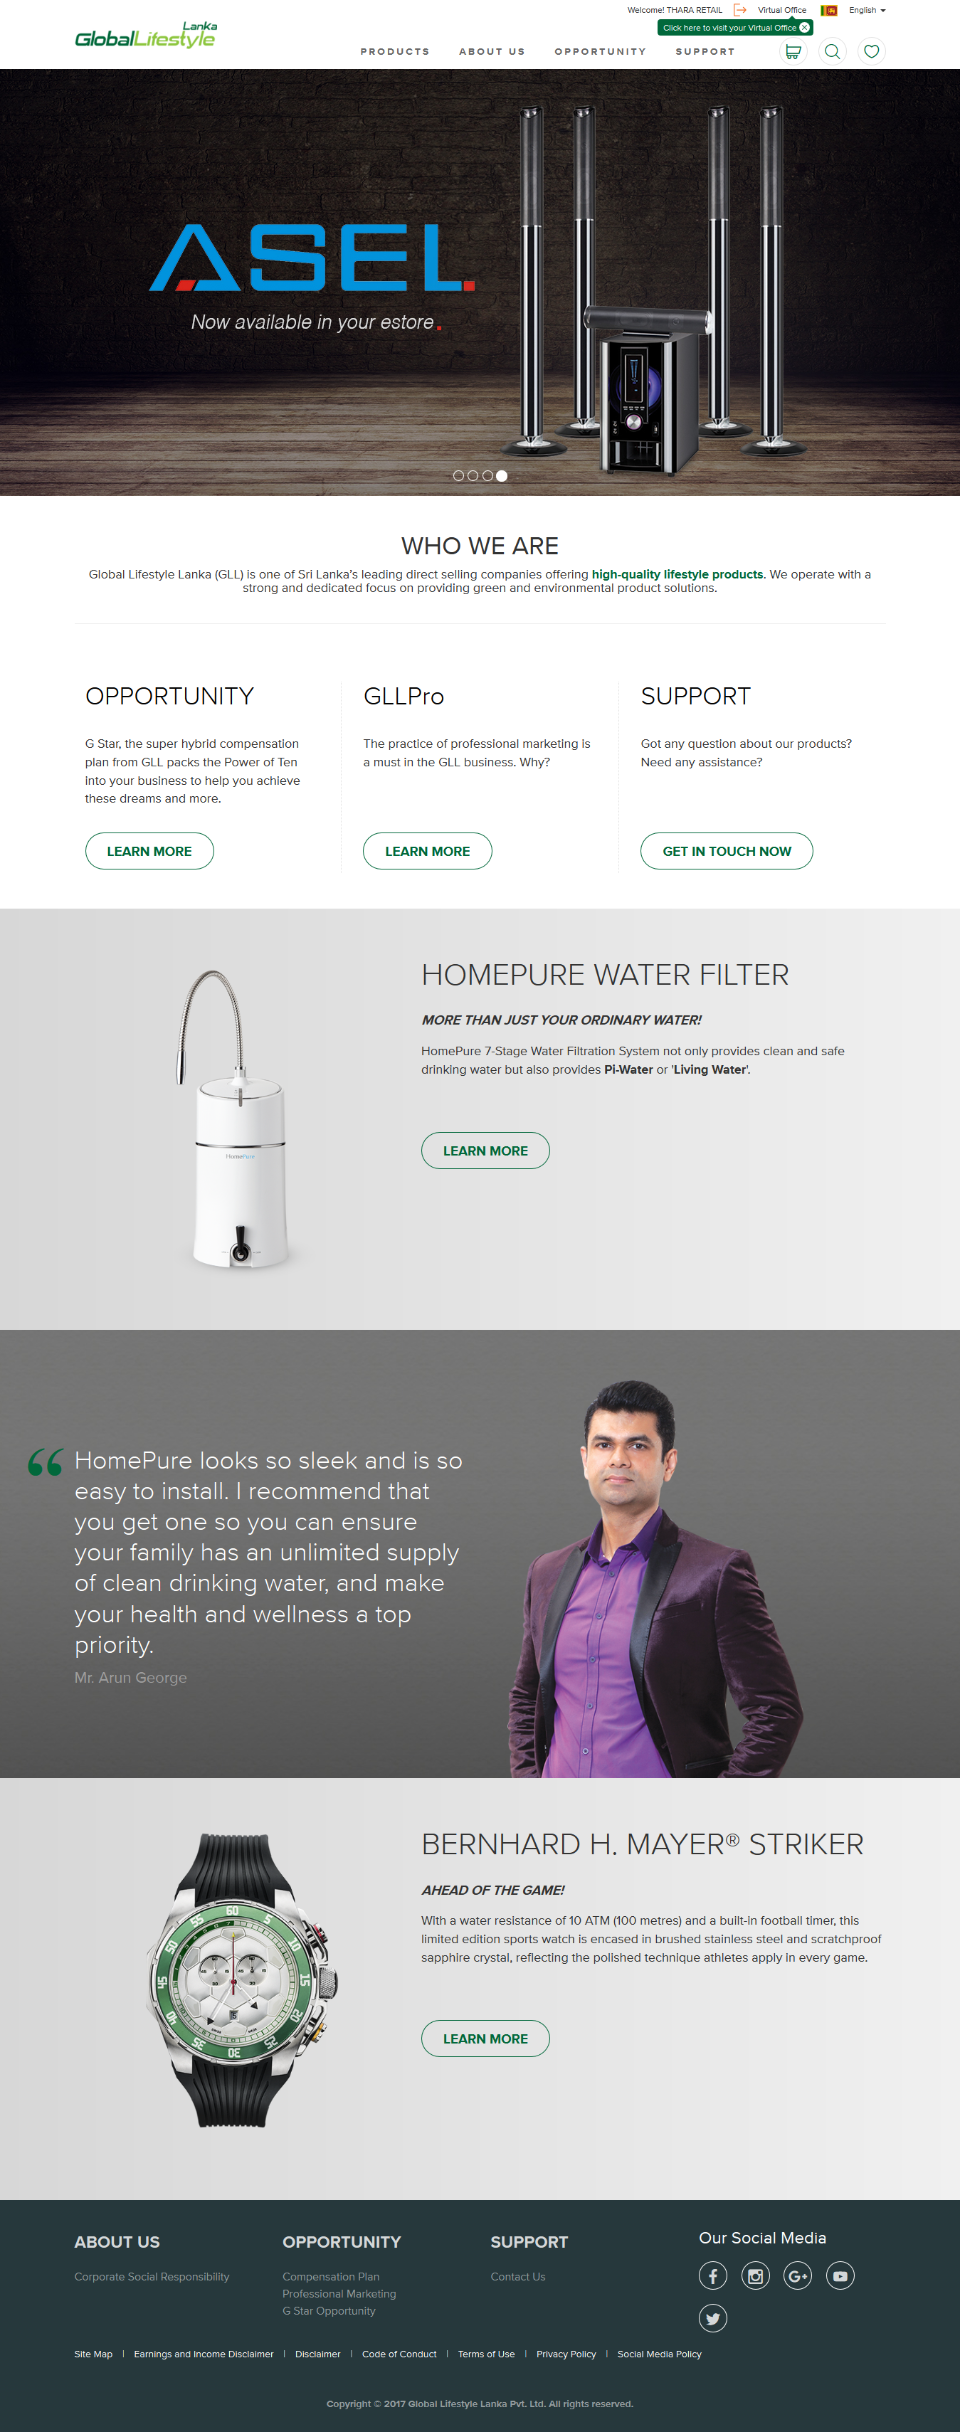 Welcome! THARA RETAIL
Virtual Office
English
Click here to visit your Virtual Office
Lanka
GlobalLifestyle
PRODUCTS
ABOUT US
OPPORTUNITY
SUPPORT
ASEL.
Now available in your estore.
WHO WE ARE
Global Lifestyle Lanka (GLL) is one of Sri Lanka's leading direct selling companies offering high-quality lifestyle products. We operate with a
strong and dedicated focus on providing green and environmental product solutions.
OPPORTUNITY
G Star, the super hybrid compensation
plan from GLL packs the Power of Ten
into your business to help you achieve
these dreams and more.
LEARN MORE
GLLPro
The practice of professional marketing is
a must in the GLL business. Why?
LEARN MORE
SUPPORT
Got any question about our products?
Need any assistance?
GET IN TOUCH NOW
HomePure
HOMEPURE WATER FILTER
MORE THAN JUST YOUR ORDINARY WATER!
HomePure 7-Stage Water Filtration System not only provides clean and safe
drinking water but also provides Pi-Water or 'Living Water'.
LEARN MORE
“ HomePure looks so sleek and is so
easy to install. I recommend that
you get one so you can ensure
your family has an unlimited supply
of clean drinking water, and make
your health and wellness a top
priority.
Mr. Arun George
60
5
10
15
20
25
30
35
40
45
50
55
BERNHARD H. MAYER® STRIKER
AHEAD OF THE GAME!
With a water resistance of 10 ATM (100 metres) and a built-in football timer, this
limited edition sports watch is encased in brushed stainless steel and scratchproof
sapphire crystal, reflecting the polished technique athletes apply in every game.
LEARN MORE
ABOUT US
Corporate Social Responsibility
OPPORTUNITY
Compensation Plan
Professional Marketing
G Star Opportunity
SUPPORT
Contact Us
Our Social Media
Site Map | Earnings and Income Disclaimer | Disclaimer | Code of Conduct | Terms of Use | Privacy Policy | Social Media Policy
Copyright © 2017 Global Lifestyle Lanka Pvt. Ltd. All rights reserved.